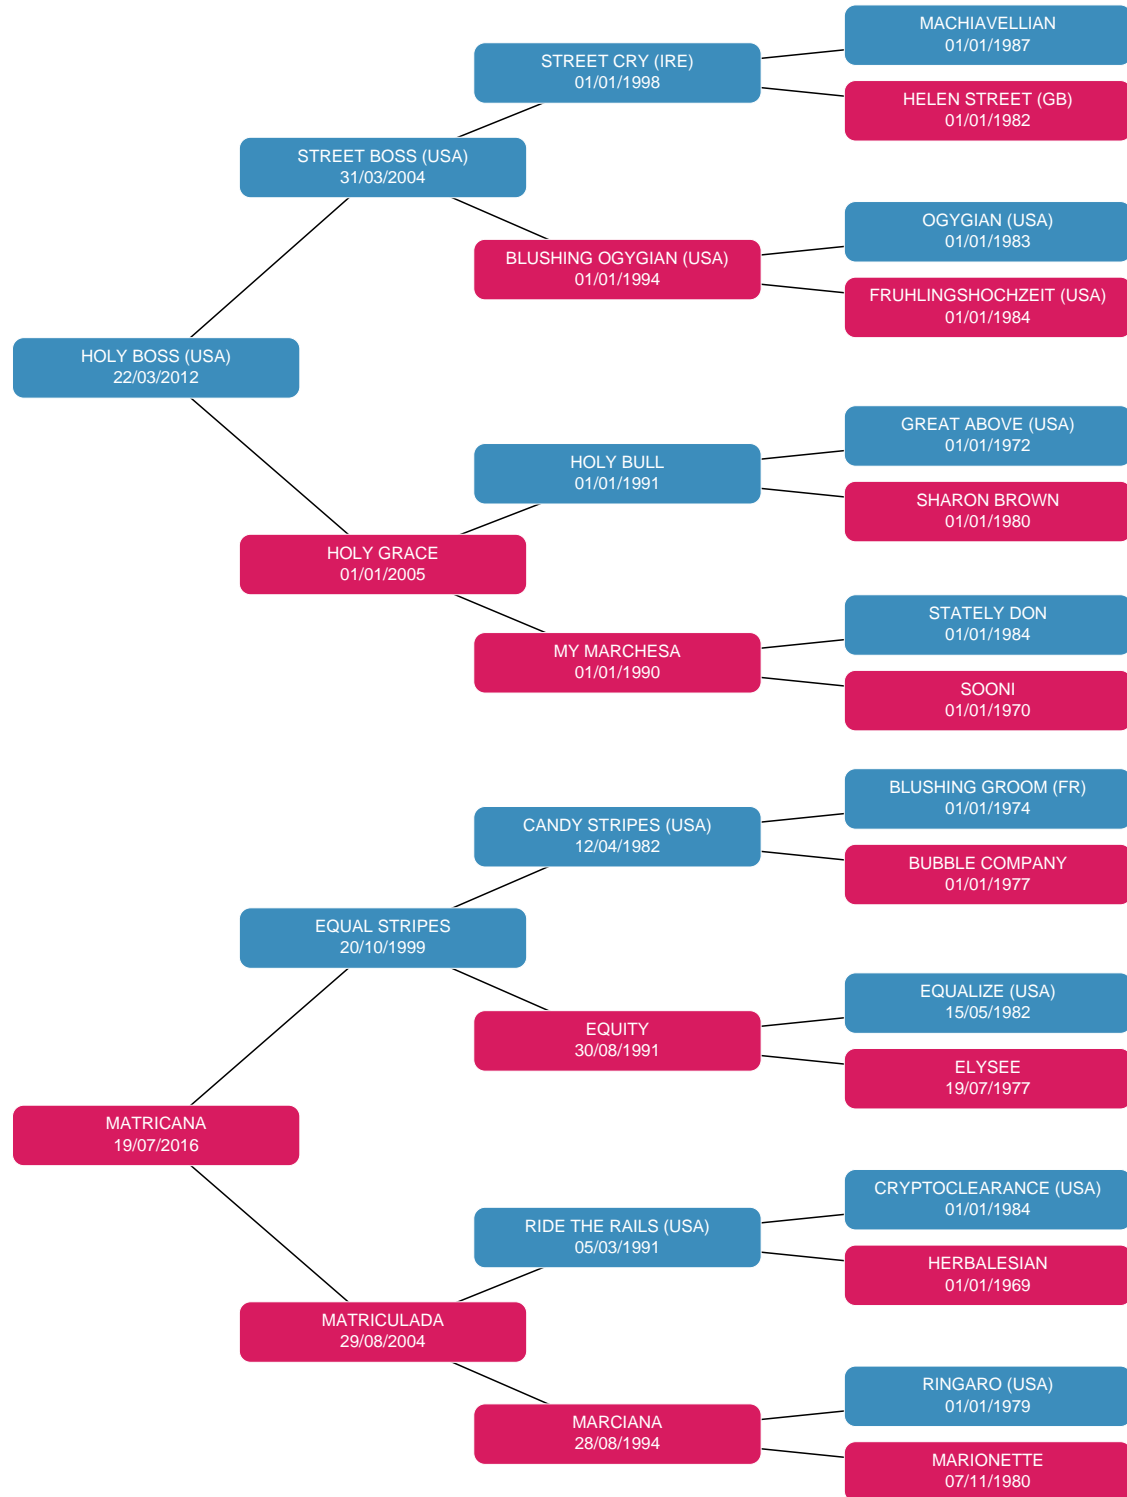 MACHIAVELLIAN
01/01/1987
STREET CRY (IRE)
01/01/1998
HELEN STREET (GB)
01/01/1982
STREET BOSS (USA)
31/03/2004
OGYGIAN (USA)
01/01/1983
BLUSHING OGYGIAN (USA)
01/01/1994
FRUHLINGSHOCHZEIT (USA)
01/01/1984
HOLY BOSS (USA)
22/03/2012
GREAT ABOVE (USA)
01/01/1972
HOLY BULL
01/01/1991
SHARON BROWN
01/01/1980
HOLY GRACE
01/01/2005
STATELY DON
01/01/1984
MY MARCHESA
01/01/1990
SOONI
01/01/1970
BLUSHING GROOM (FR)
01/01/1974
CANDY STRIPES (USA)
12/04/1982
BUBBLE COMPANY
01/01/1977
EQUAL STRIPES
20/10/1999
EQUALIZE (USA)
15/05/1982
EQUITY
30/08/1991
ELYSEE
19/07/1977
MATRICANA
19/07/2016
CRYPTOCLEARANCE (USA)
01/01/1984
RIDE THE RAILS (USA)
05/03/1991
HERBALESIAN
01/01/1969
MATRICULADA
29/08/2004
RINGARO (USA)
01/01/1979
MARCIANA
28/08/1994
MARIONETTE
07/11/1980